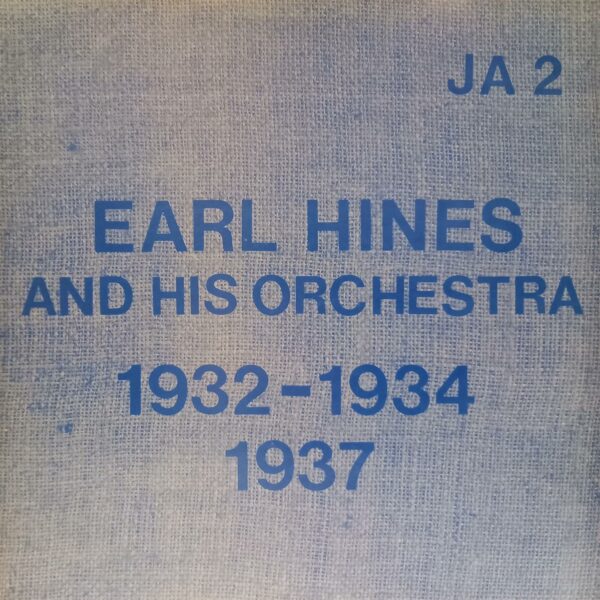 JA 2
EARL HINES
AND HIS ORCHESTRA
1932-1934
1937